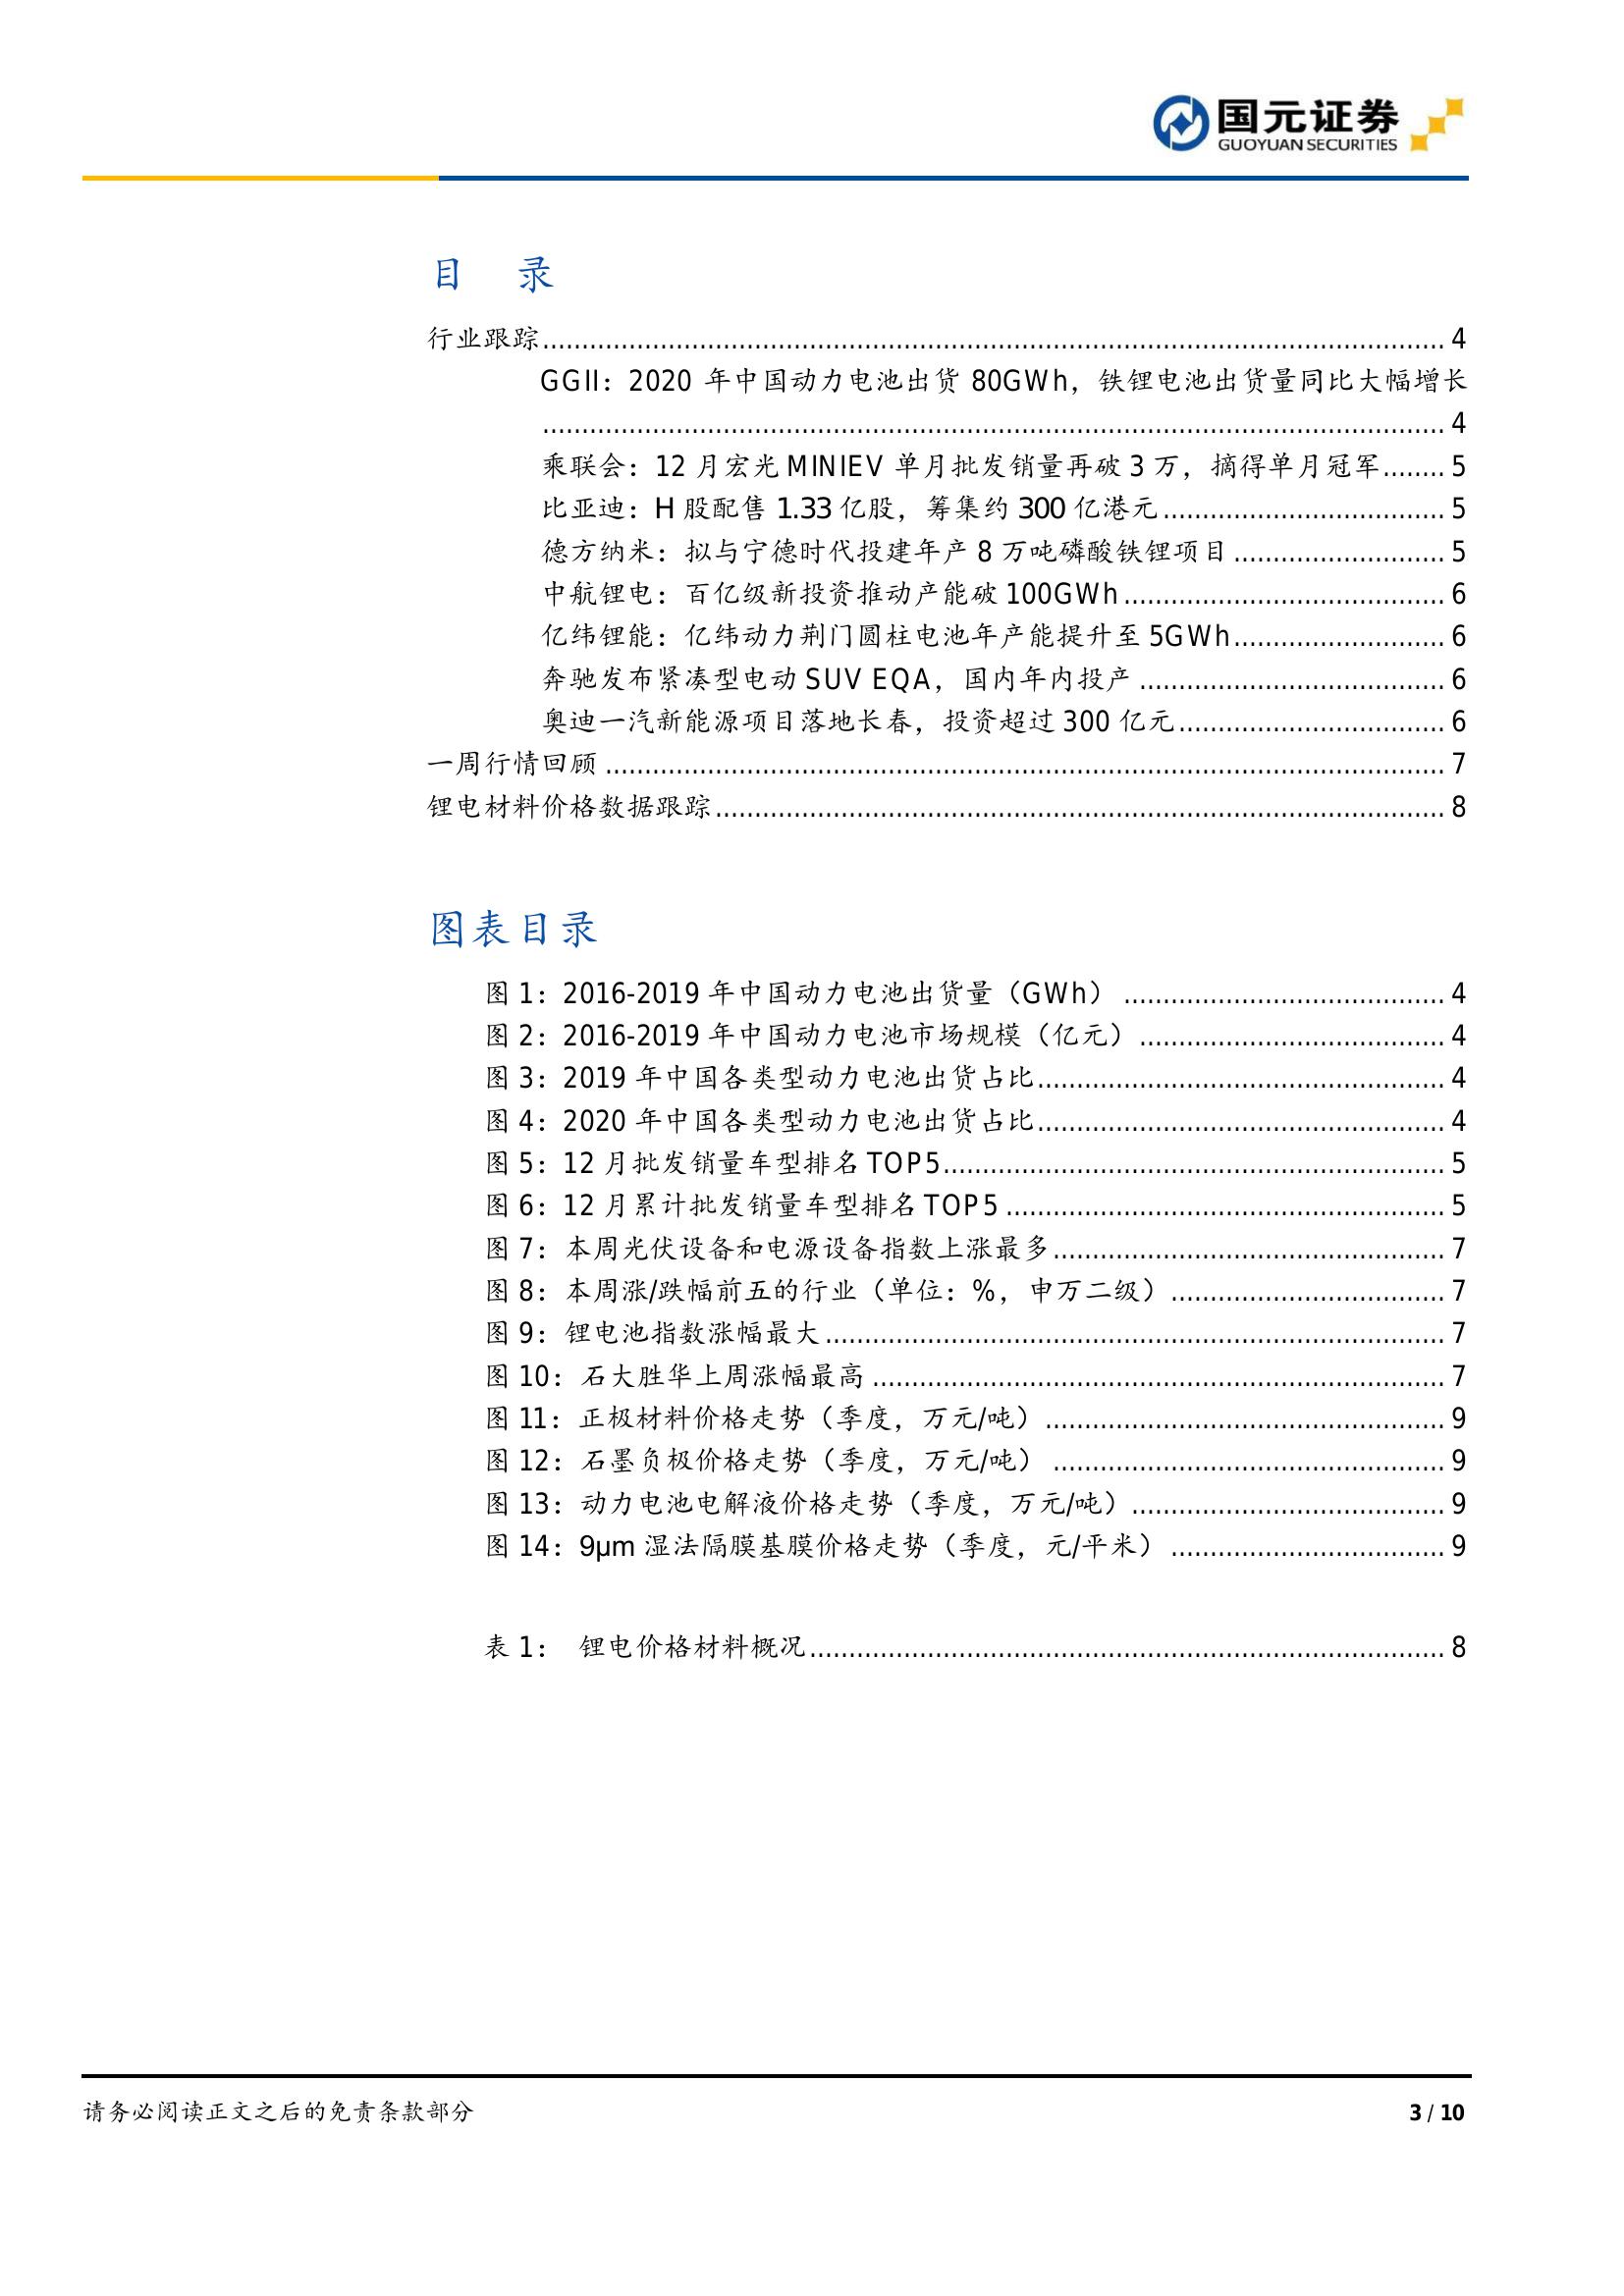 国元证券
GUOYUAN SECURITIES
目 录
行业跟踪........ 4
GGII：2020 年中国动力电池出货 80GWh，铁锂电池出货量同比大幅增长
........ 4
乘联会：12 月宏光 MINIEV 单月批发销量再破 3 万，摘得单月冠军........ 5
比亚迪：H 股配售 1.33 亿股，筹集约 300 亿港元........ 5
德方纳米：拟与宁德时代投建年产 8 万吨磷酸铁锂项目........ 5
中航锂电：百亿级新投资推动产能破 100GWh........ 6
亿纬锂能：亿纬动力荆门圆柱电池年产能提升至 5GWh........ 6
奔驰发布紧凑型电动 SUV EQA，国内年内投产........ 6
奥迪一汽新能源项目落地长春，投资超过 300 亿元........ 6
一周行情回顾........ 7
锂电材料价格数据跟踪........ 8
图表目录
图 1：2016-2019 年中国动力电池出货量（GWh）........ 4
图 2：2016-2019 年中国动力电池市场规模（亿元）........ 4
图 3：2019 年中国各类型动力电池出货占比........ 4
图 4：2020 年中国各类型动力电池出货占比........ 4
图 5：12 月批发销量车型排名 TOP5........ 5
图 6：12 月累计批发销量车型排名 TOP5........ 5
图 7：本周光伏设备和电源设备指数上涨最多........ 7
图 8：本周涨/跌幅前五的行业（单位：%，申万二级）........ 7
图 9：锂电池指数涨幅最大........ 7
图 10：石大胜华上周涨幅最高........ 7
图 11：正极材料价格走势（季度，万元/吨）........ 9
图 12：石墨负极价格走势（季度，万元/吨）........ 9
图 13：动力电池电解液价格走势（季度，万元/吨）........ 9
图 14：9μm 湿法隔膜基膜价格走势（季度，元/平米）........ 9
表 1： 锂电价格材料概况........ 8
请务必阅读正文之后的免责条款部分
3 / 10